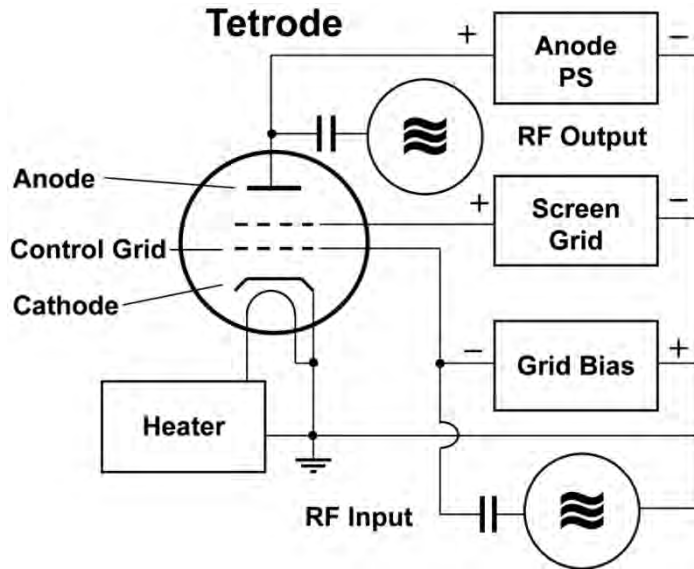 Tetrode
+ Anode PS −
RF Output
Anode
+ Screen Grid −
Control Grid
Cathode
− Grid Bias +
Heater
RF Input